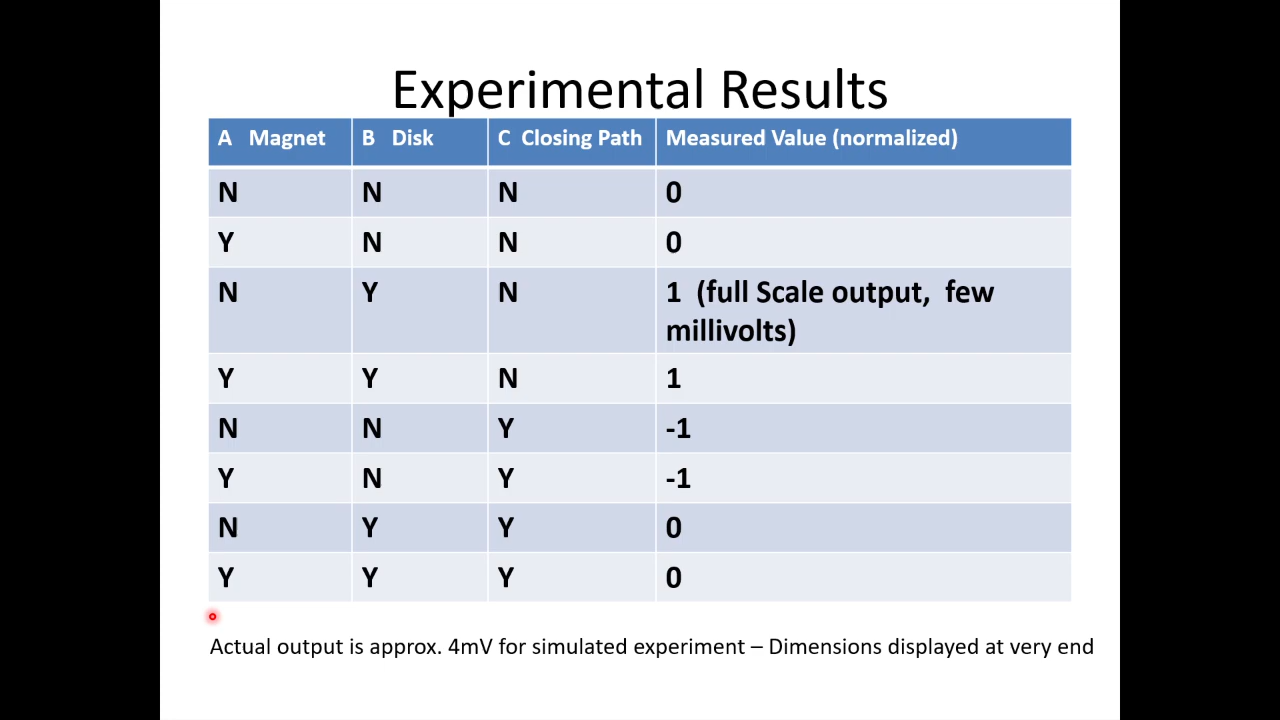 Experimental Results
A Magnet B Disk C Closing Path Measured Value (normalized)
N N N 0
Y N N 0
N Y N 1 (full Scale output, few
millivolts)
Y Y N 1
N N Y -1
Y N Y -1
N Y Y 0
Y Y Y 0
Actual output is approx. 4mV for simulated experiment – Dimensions displayed at very end